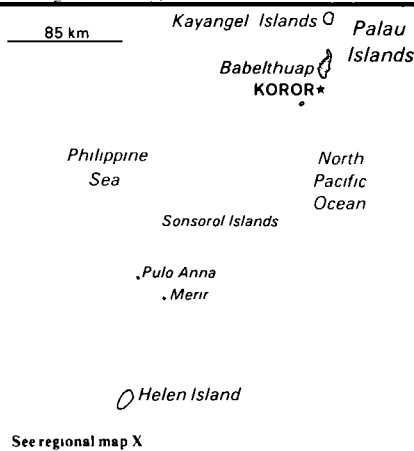 85 km
Kayangel Islands
Palau
Islands
Babelthuap
KOROR
Philippine
Sea
North
Pacific
Ocean
Sonsorol Islands
Pulo Anna
Merir
Helen Island
See regional map X